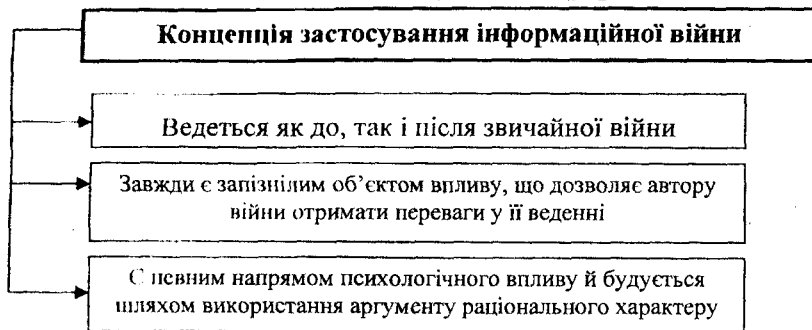 Концепція застосування інформаційної війни
Ведеться як до, так і після звичайної війни
Завжди є запізнілим об’єктом впливу, що дозволяє автору
війни отримати переваги у її веденні
Є певним напрямом психологічного впливу й будується
шляхом використання аргументу раціонального характеру